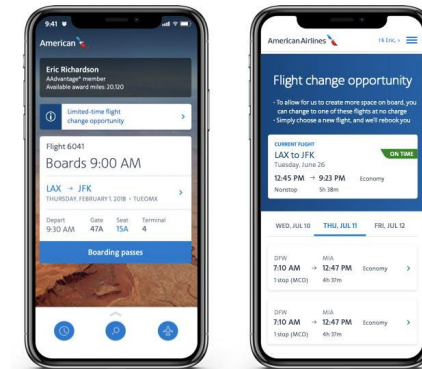 9:41
American
Eric Richardson
AAdvantage® member
Available award miles: 20,120
Limited-time flight
change opportunity
Flight 6041
Boards 9:00 AM
LAX → JFK
THURSDAY, FEBRUARY 1, 2018 • TUEOMX
Depart Gate Seat Terminal
9:30 AM 47A 15A 4
Boarding passes
American Airlines
Flight change opportunity
- To allow for us to create more space on board, you
can change to one of these flights at no charge
- Simply choose a new flight, and we'll rebook you
CURRENT FLIGHT
LAX to JFK
ON TIME
Tuesday, June 26
12:45 PM → 9:23 PM Economy
Nonstop 5h 38m
WED, JUL 10 THU, JUL 11 FRI, JUL 12
DFW MIA
7:10 AM → 12:47 PM Economy
1 stop (MCO) 4h 37m
DFW MIA
7:10 AM → 12:47 PM Economy
1 stop (MCO) 4h 37m